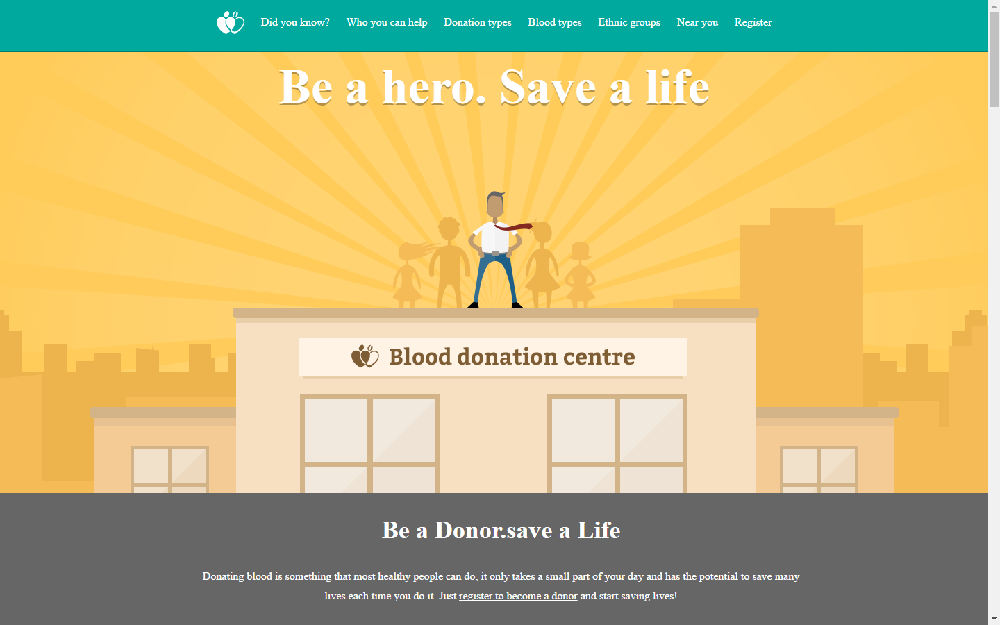 Did you know? Who you can help Donation types Blood types Ethnic groups Near you Register
Be a hero. Save a life
Blood donation centre
Be a Donor.save a Life
Donating blood is something that most healthy people can do, it only takes a small part of your day and has the potential to save many
lives each time you do it. Just register to become a donor and start saving lives!